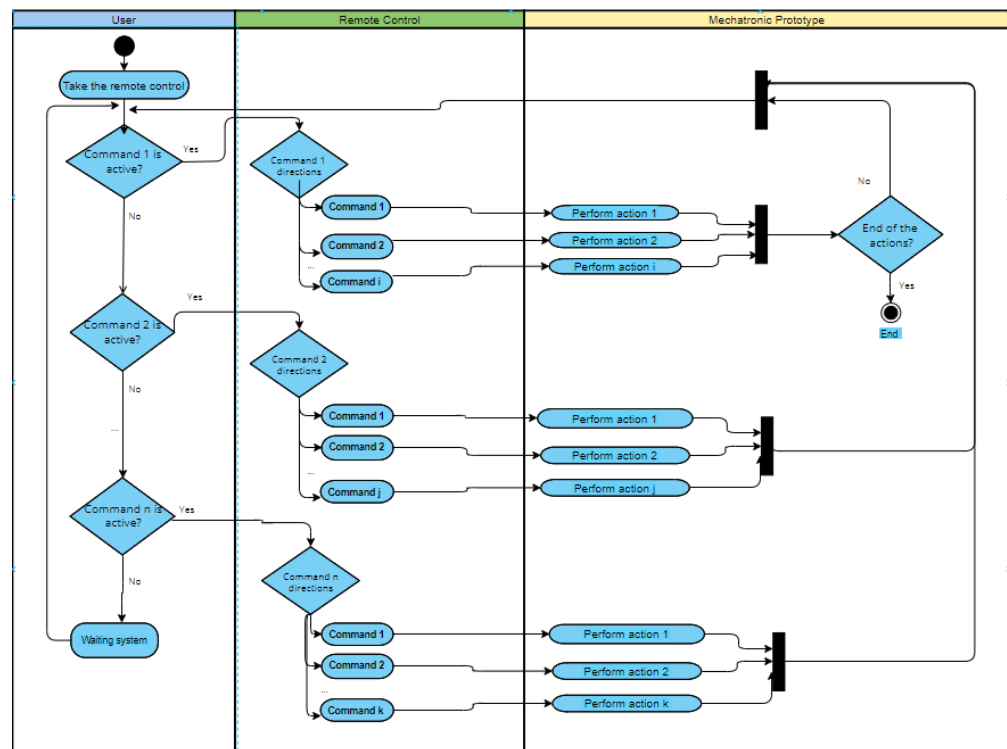 User
Remote Control
Mechatronic Prototype
Take the remote control
Command 1 is
active?
Yes
No
Command 1
directions
Command 1
Command 2
...
Command i
Perform action 1
Perform action 2
Perform action i
End of the
actions?
No
Yes
End
Command 2 is
active?
Yes
No
...
Command 2
directions
Command 1
Command 2
...
Command j
Perform action 1
Perform action 2
Perform action j
Command n is
active?
Yes
No
Waiting system
Command n
directions
Command 1
Command 2
...
Command k
Perform action 1
Perform action 2
Perform action k